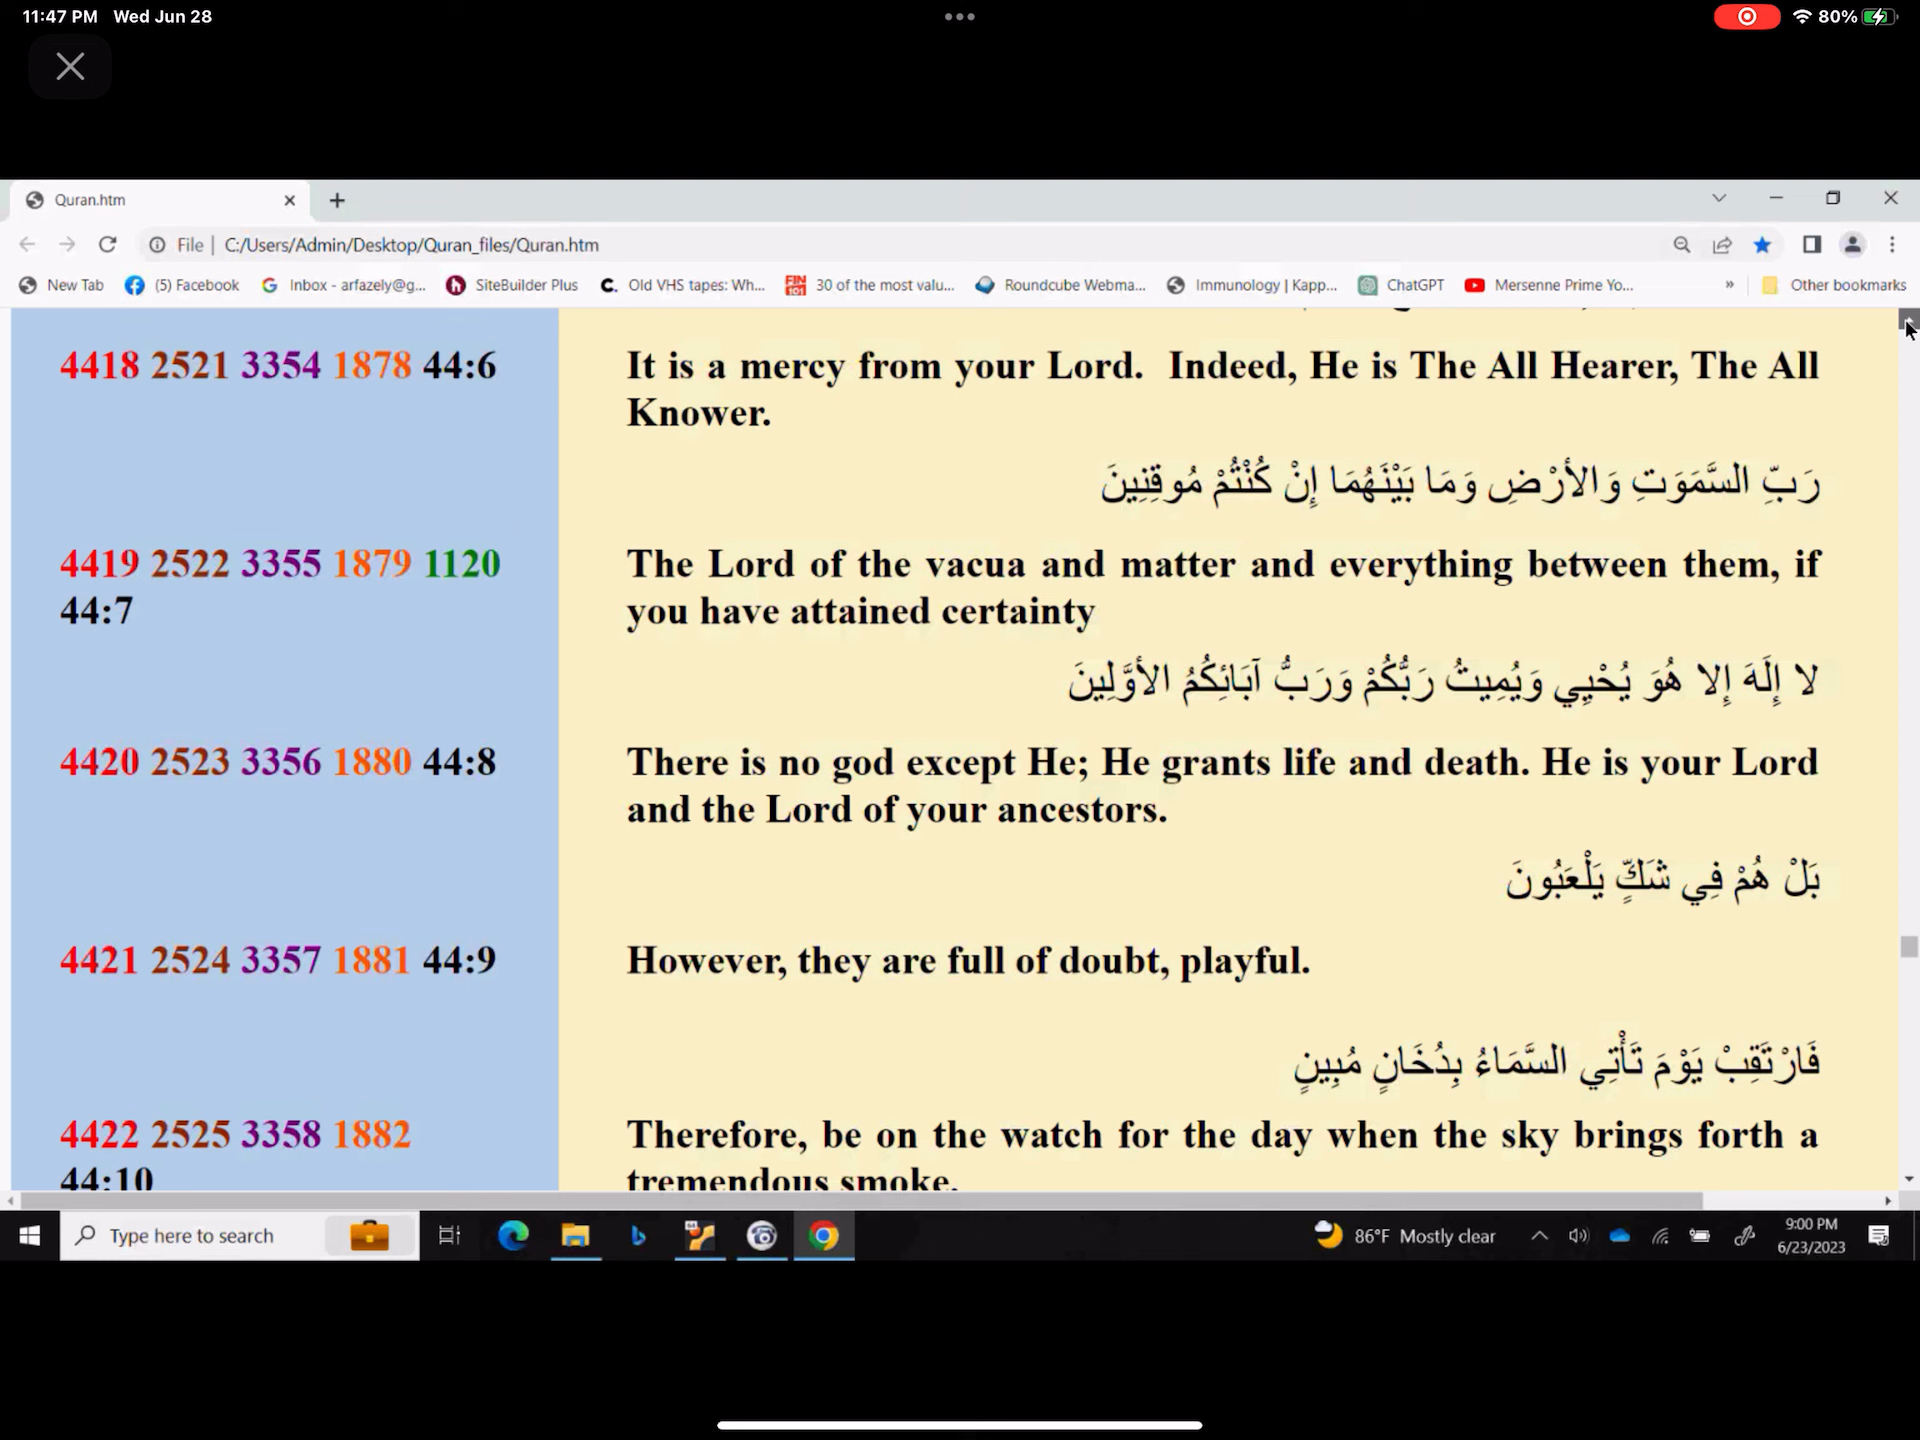 11:47 PM Wed Jun 28
80%
Quran.htm
File | C:/Users/Admin/Desktop/Quran_files/Quran.htm
New Tab (5) Facebook Inbox - arfazely@g... SiteBuilder Plus Old VHS tapes: Wh... 30 of the most valu... Roundcube Webma... Immunology | Kapp... ChatGPT Mersenne Prime Yo... » Other bookmarks
4418 2521 3354 1878 44:6
It is a mercy from your Lord. Indeed, He is The All Hearer, The All
Knower.
رَبِّ السَّمَوَتِ وَالأرْضِ وَمَا بَيْنَهُمَا إِنْ كُنْتُمْ مُوقِنِينَ
4419 2522 3355 1879 1120
44:7
The Lord of the vacua and matter and everything between them, if
you have attained certainty
لا إِلَهَ إِلا هُوَ يُحْيِي وَيُمِيتُ رَبُّكُمْ وَرَبُّ آبَائِكُمُ الأوَّلِينَ
4420 2523 3356 1880 44:8
There is no god except He; He grants life and death. He is your Lord
and the Lord of your ancestors.
بَلْ هُمْ فِي شَكٍّ يَلْعَبُونَ
4421 2524 3357 1881 44:9
However, they are full of doubt, playful.
فَارْتَقِبْ يَوْمَ تَأْتِي السَّمَاءُ بِدُخَانٍ مُبِينٍ
4422 2525 3358 1882
44:10
Therefore, be on the watch for the day when the sky brings forth a
tremendous smoke.
Type here to search
86°F Mostly clear
9:00 PM
6/23/2023